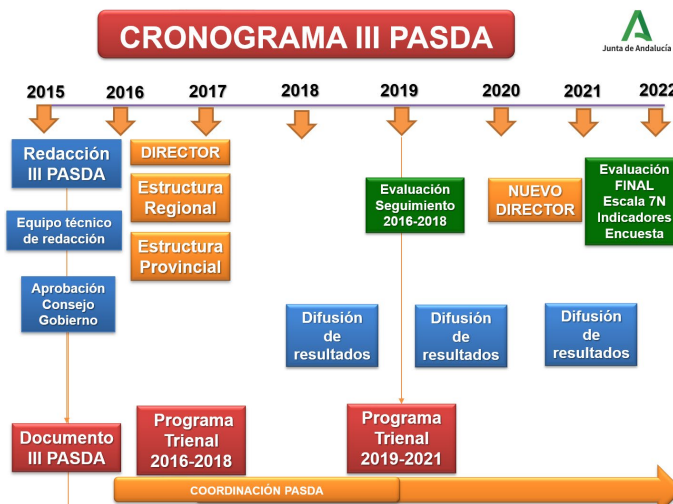 CRONOGRAMA III PASDA
Junta de Andalucía
2015
2016
2017
2018
2019
2020
2021
2022
Redacción
III PASDA
DIRECTOR
Estructura
Regional
Evaluación
Seguimiento
2016-2018
NUEVO
DIRECTOR
Evaluación
FINAL
Escala 7N
Indicadores
Encuesta
Equipo técnico
de redacción
Estructura
Provincial
Aprobación
Consejo
Gobierno
Difusión
de
resultados
Difusión
de
resultados
Difusión
de
resultados
Documento
III PASDA
Programa
Trienal
2016-2018
Programa
Trienal
2019-2021
COORDINACIÓN PASDA